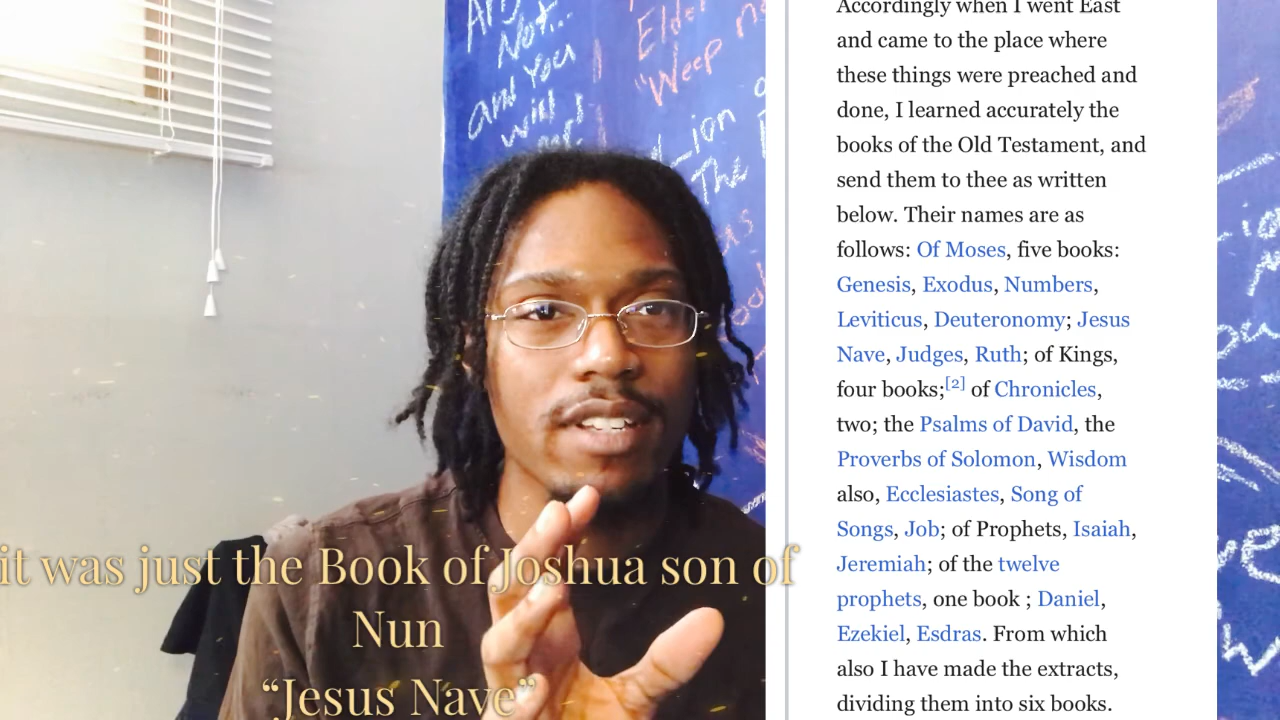 Not...
and You
will
Elder
"Weep
The
it was just the Book of Joshua son of
Nun
“Jesus Nave”
Accordingly when I went East
and came to the place where
these things were preached and
done, I learned accurately the
books of the Old Testament, and
send them to thee as written
below. Their names are as
follows: Of Moses, five books:
Genesis, Exodus, Numbers,
Leviticus, Deuteronomy; Jesus
Nave, Judges, Ruth; of Kings,
four books;[2] of Chronicles,
two; the Psalms of David, the
Proverbs of Solomon, Wisdom
also, Ecclesiastes, Song of
Songs, Job; of Prophets, Isaiah,
Jeremiah; of the twelve
prophets, one book ; Daniel,
Ezekiel, Esdras. From which
also I have made the extracts,
dividing them into six books.